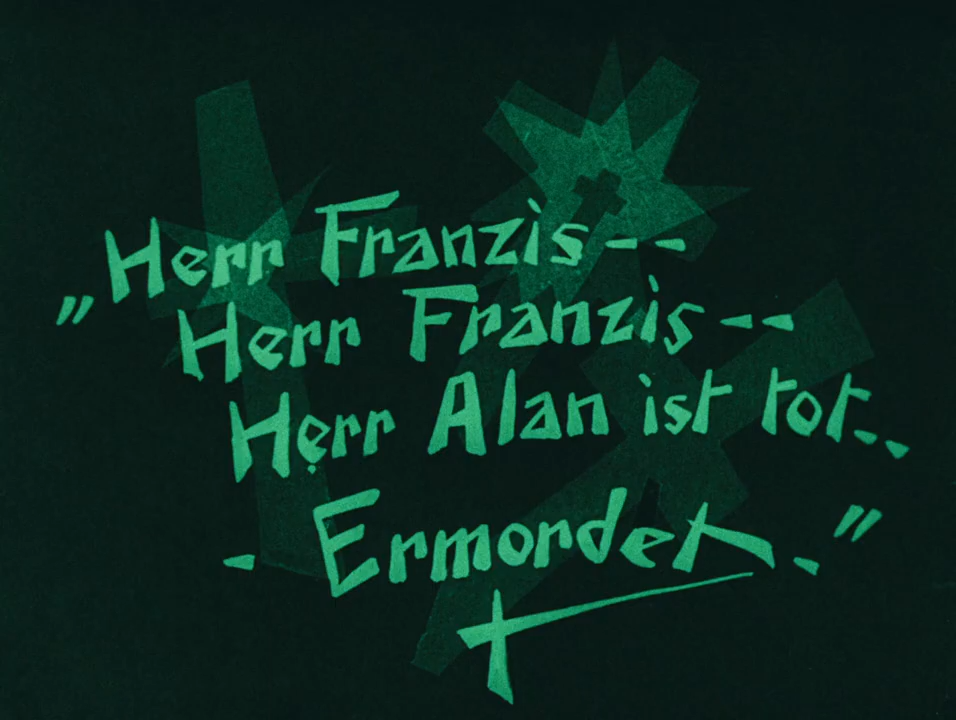 „Herr Franzis--
Herr Franzis--
Herr Alan ist tot--
- Ermordet-"